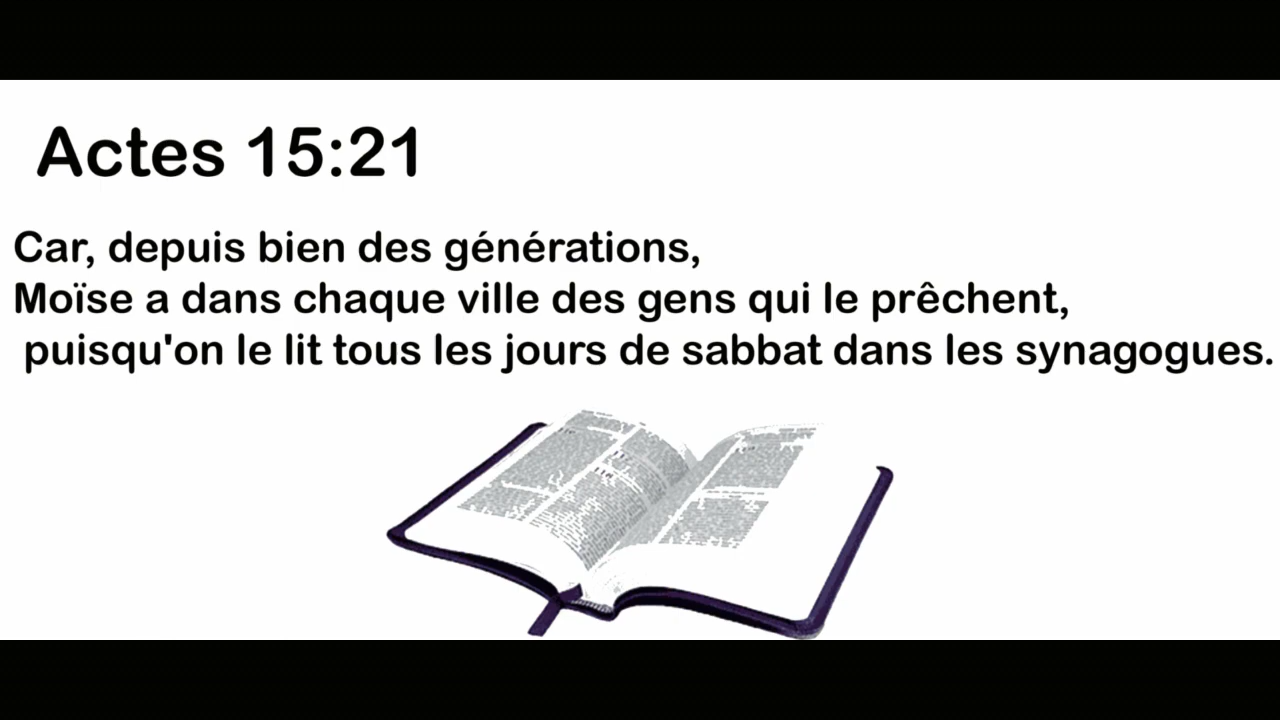 Actes 15:21
Car, depuis bien des générations,
Moïse a dans chaque ville des gens qui le prêchent,
puisqu'on le lit tous les jours de sabbat dans les synagogues.